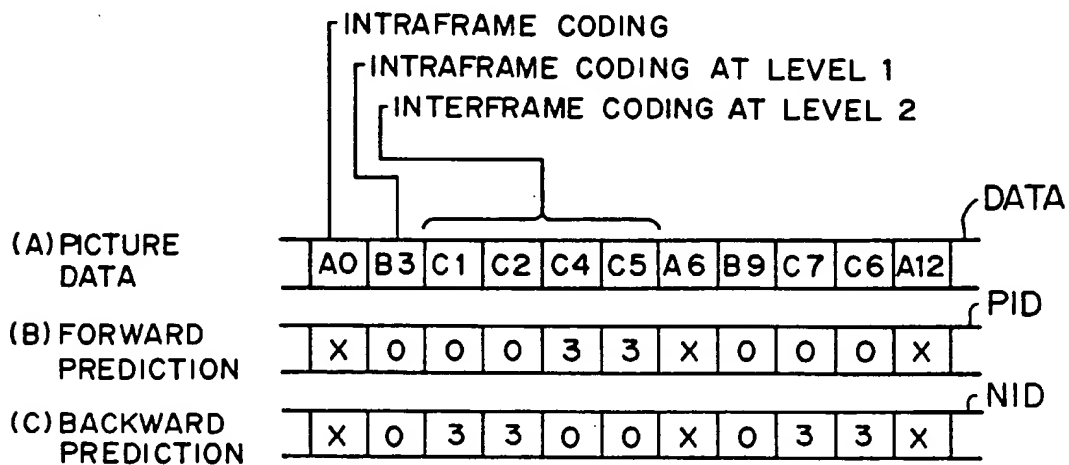 INTRAFRAME CODING
INTRAFRAME CODING AT LEVEL 1
INTERFRAME CODING AT LEVEL 2
DATA
(A) PICTURE DATA
A0 B3 C1 C2 C4 C5 A6 B9 C7 C6 A12
PID
(B) FORWARD PREDICTION
X 0 0 0 3 3 X 0 0 0 X
NID
(C) BACKWARD PREDICTION
X 0 3 3 0 0 X 0 3 3 X